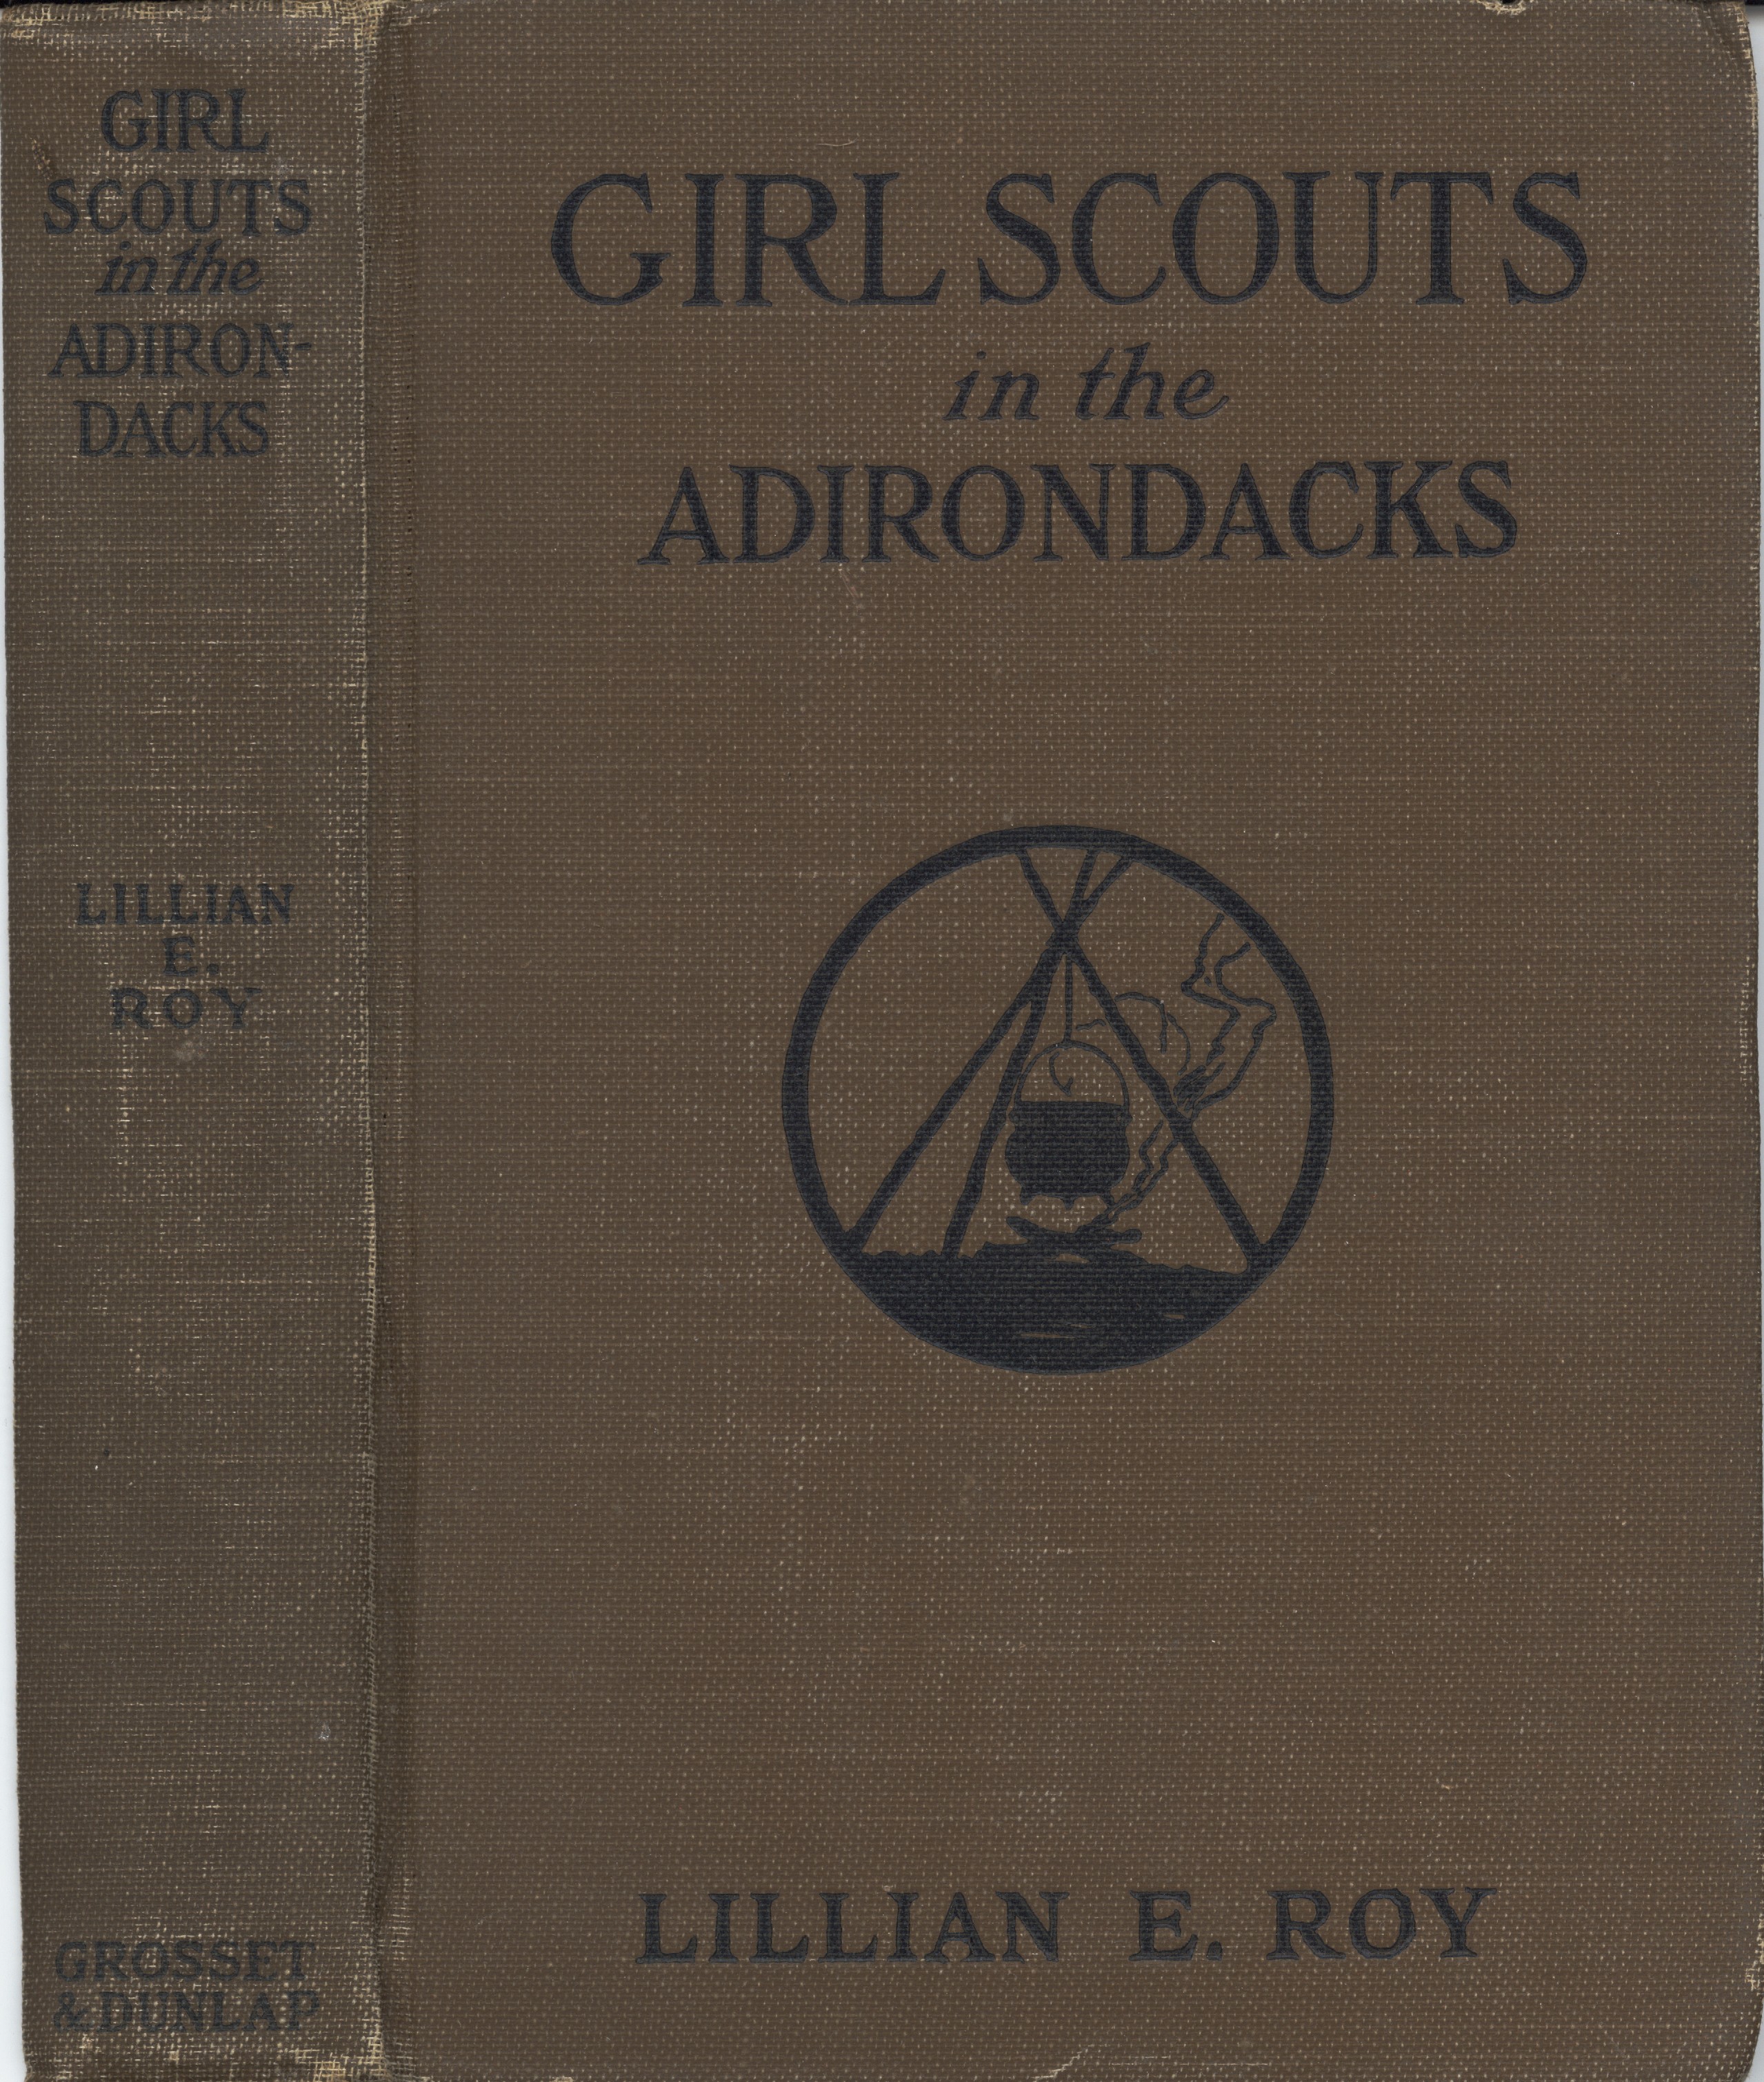 GIRL
SCOUTS
in the
ADIRON-
DACKS
LILLIAN
E.
ROY
GROSSET
& DUNLAP
GIRL SCOUTS
in the
ADIRONDACKS
LILLIAN E. ROY